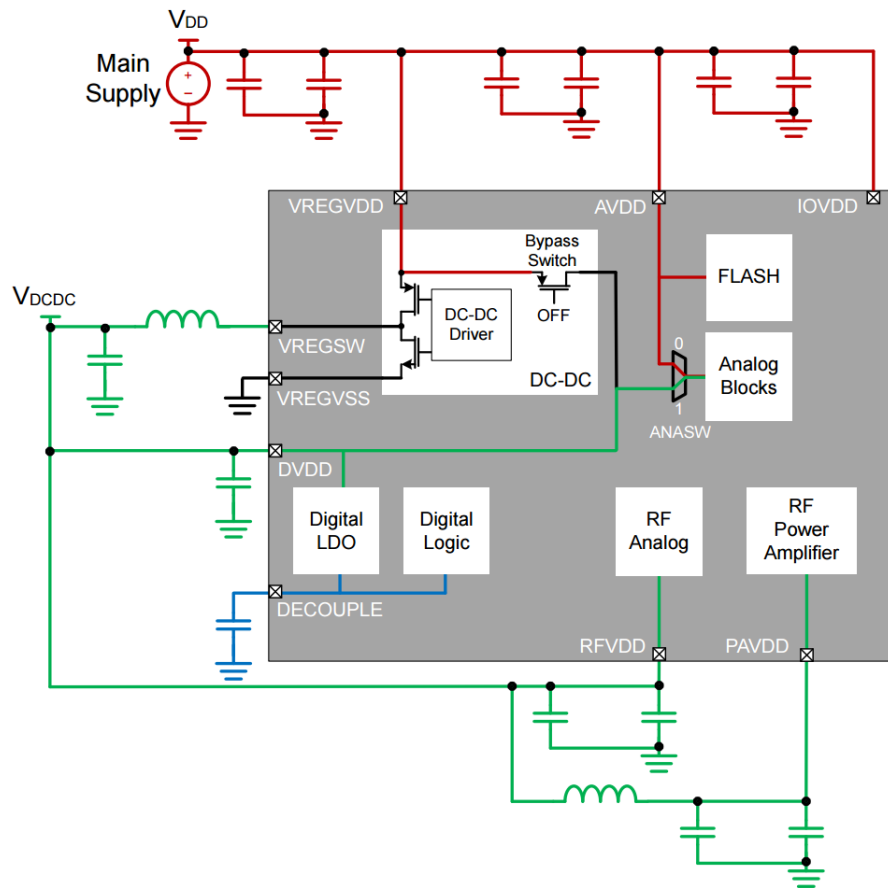 VDD
Main
Supply
+
−
VREGVDD
AVDD
IOVDD
Bypass
Switch
FLASH
VDCDC
DC-DC
Driver
OFF
0
VREGSW
DC-DC
Analog
Blocks
VREGVSS
1
ANASW
DVDD
Digital
LDO
Digital
Logic
RF
Analog
RF
Power
Amplifier
DECOUPLE
RFVDD
PAVDD